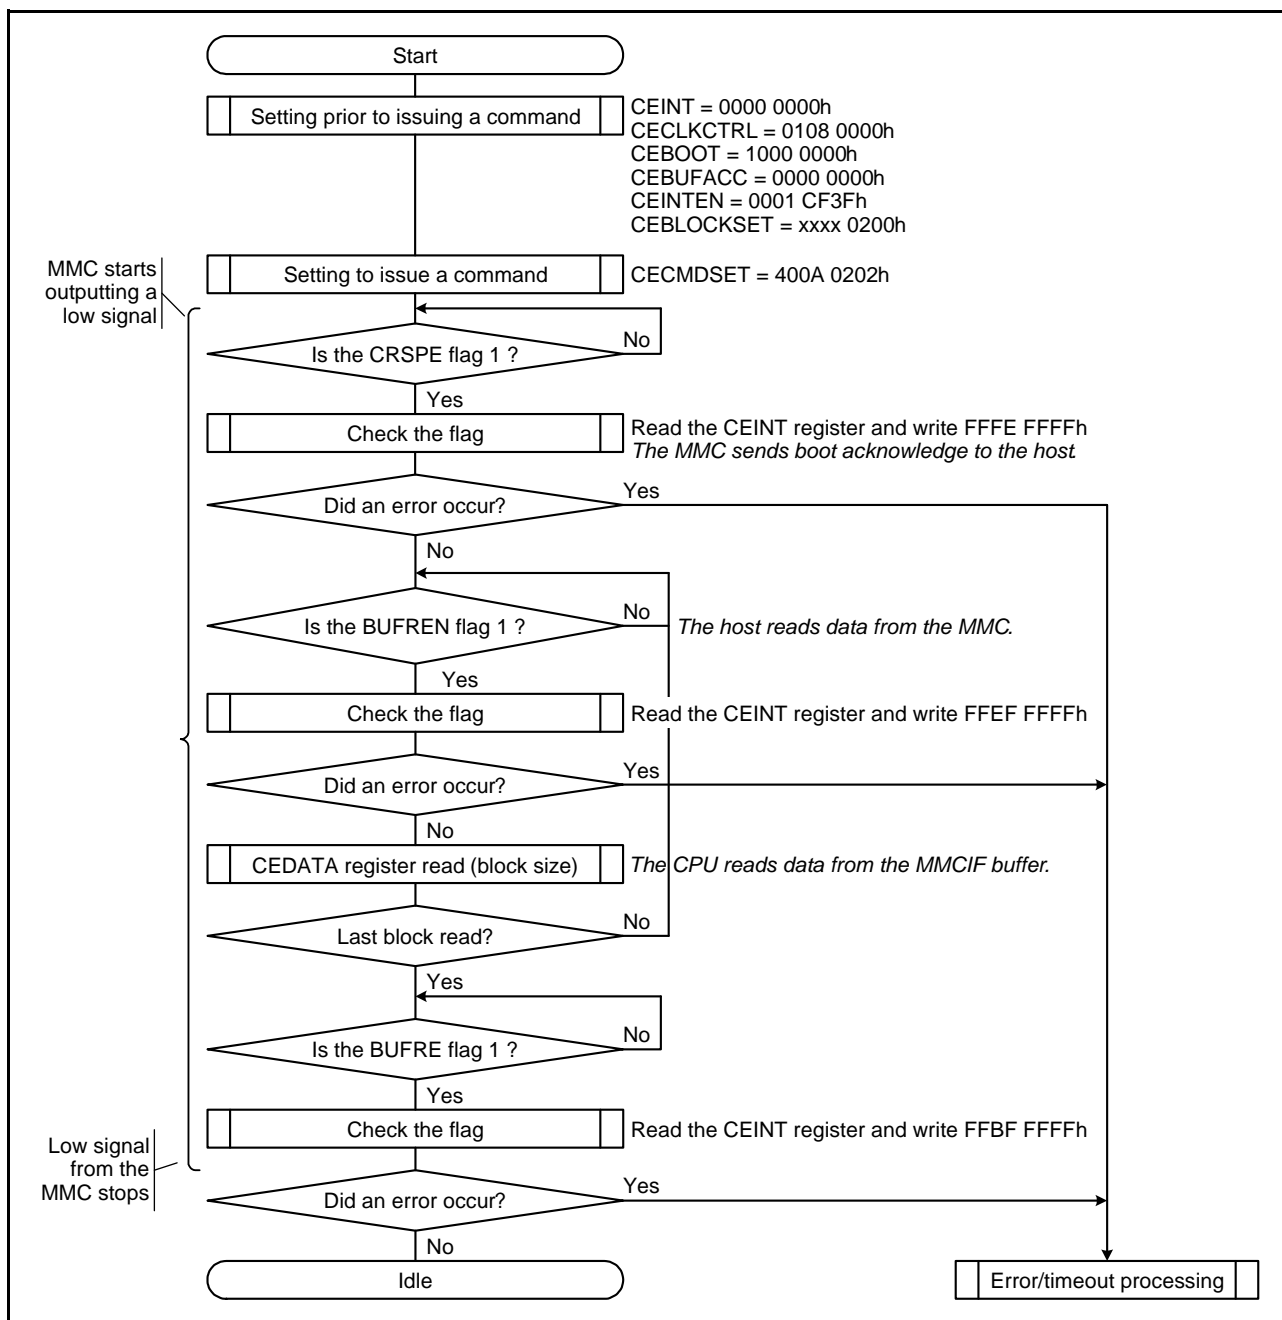 Start
Setting prior to issuing a command
CEINT = 0000 0000h
CECLKCTRL = 0108 0000h
CEBOOT = 1000 0000h
CEBUFACC = 0000 0000h
CEINTEN = 0001 CF3Fh
CEBLOCKSET = xxxx 0200h
MMC starts
outputting a
low signal
Setting to issue a command
CECMDSET = 400A 0202h
Is the CRSPE flag 1 ?
No
Yes
Check the flag
Read the CEINT register and write FFFE FFFFh
The MMC sends boot acknowledge to the host.
Did an error occur?
Yes
No
Is the BUFREN flag 1 ?
No
The host reads data from the MMC.
Yes
Check the flag
Read the CEINT register and write FFEF FFFFh
Did an error occur?
Yes
No
CEDATA register read (block size)
The CPU reads data from the MMCIF buffer.
Last block read?
No
Yes
Is the BUFRE flag 1 ?
No
Yes
Check the flag
Read the CEINT register and write FFBF FFFFh
Low signal
from the
MMC stops
Did an error occur?
Yes
No
Idle
Error/timeout processing